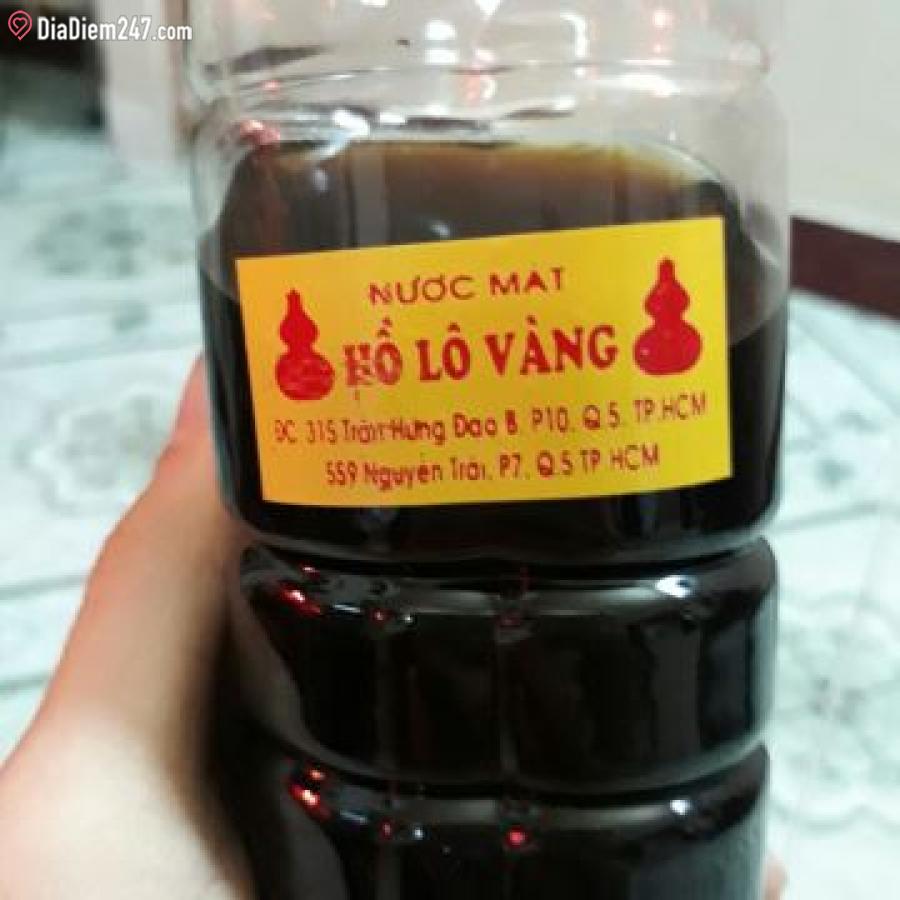 DiaDiem247.com
NƯỚC MÁT
HỒ LÔ VÀNG
ĐC 315 Trần Hưng Đạo B, P10, Q.5, TP.HCM
559 Nguyễn Trãi, P7, Q.5 TP HCM